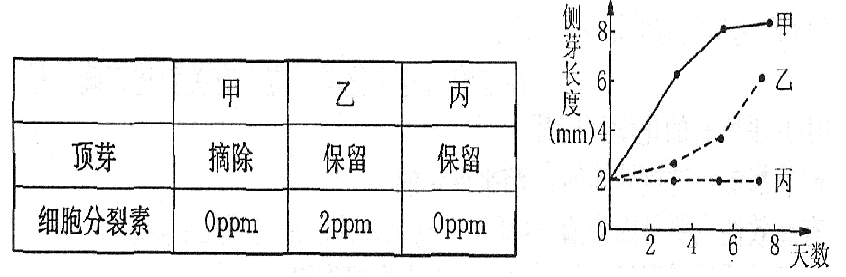 甲 乙 丙
顶芽 摘除 保留 保留
细胞分裂素 0ppm 2ppm 0ppm
侧芽长度
(mm)
8
6
4
2
0
2 4 6 8 天数
甲
乙
丙